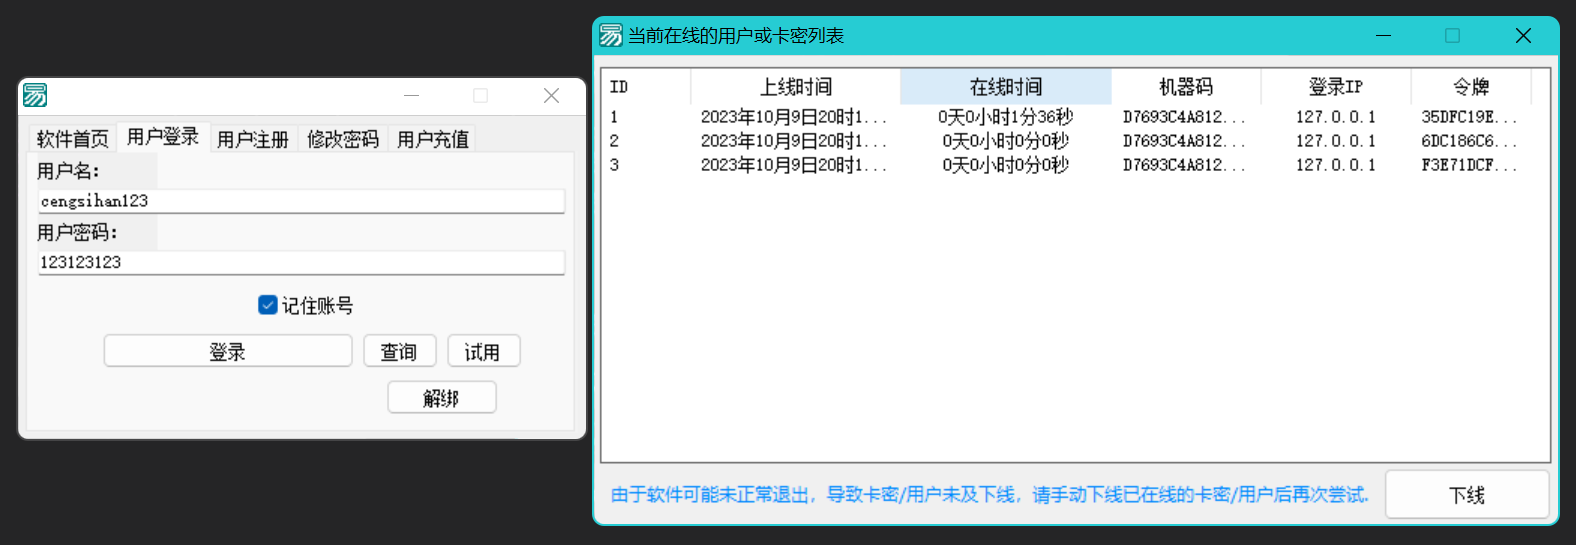 易
软件首页 用户登录 用户注册 修改密码 用户充值
用户名：
cengsihan123
用户密码：
123123123
记住账号
登录 查询 试用
解绑
易 当前在线的用户或卡密列表
ID 上线时间 在线时间 机器码 登录IP 令牌
1 2023年10月9日20时1... 0天0小时1分36秒 D7693C4A812... 127.0.0.1 35DFC19E...
2 2023年10月9日20时1... 0天0小时0分0秒 D7693C4A812... 127.0.0.1 6DC186C6...
3 2023年10月9日20时1... 0天0小时0分0秒 D7693C4A812... 127.0.0.1 F3E71DCF...
由于软件可能未正常退出，导致卡密/用户未及下线，请手动下线已在线的卡密/用户后再次尝试. 下线